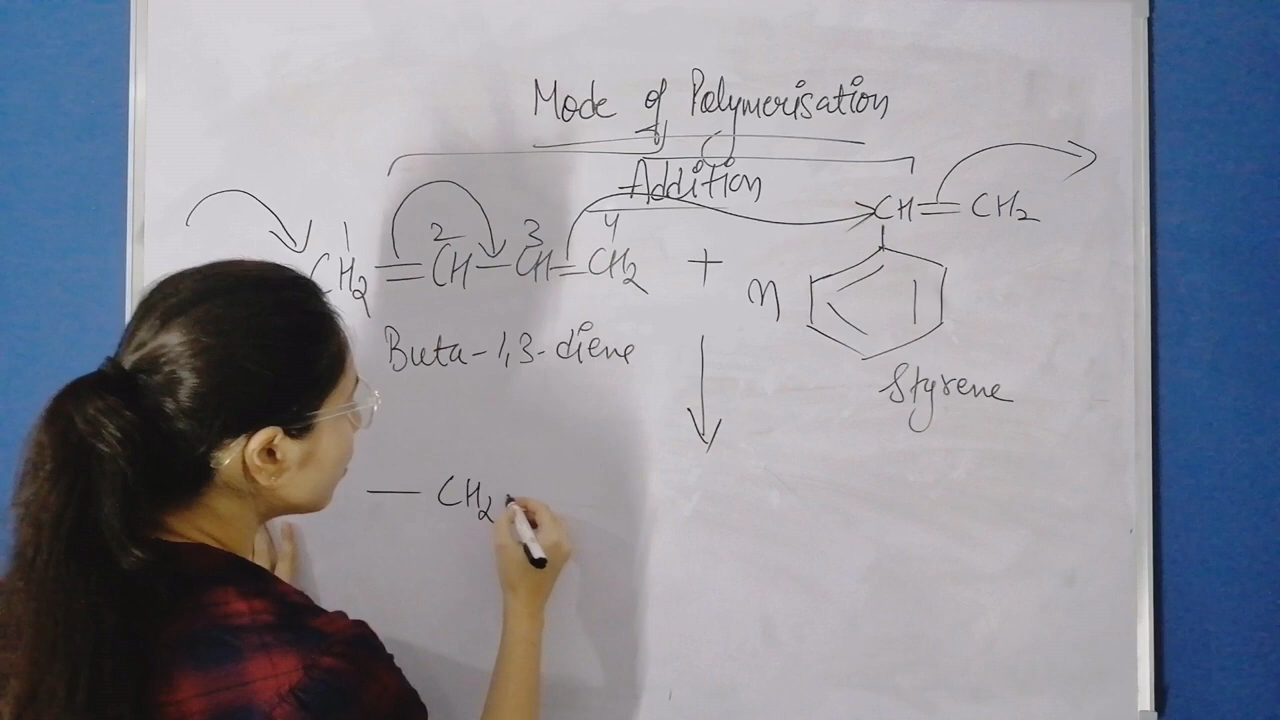 Mode of Polymerisation
Addition
1 2 3 4
CH2 = CH - CH = CH2 + n CH = CH2
Buta-1,3-diene
Styrene
— CH2